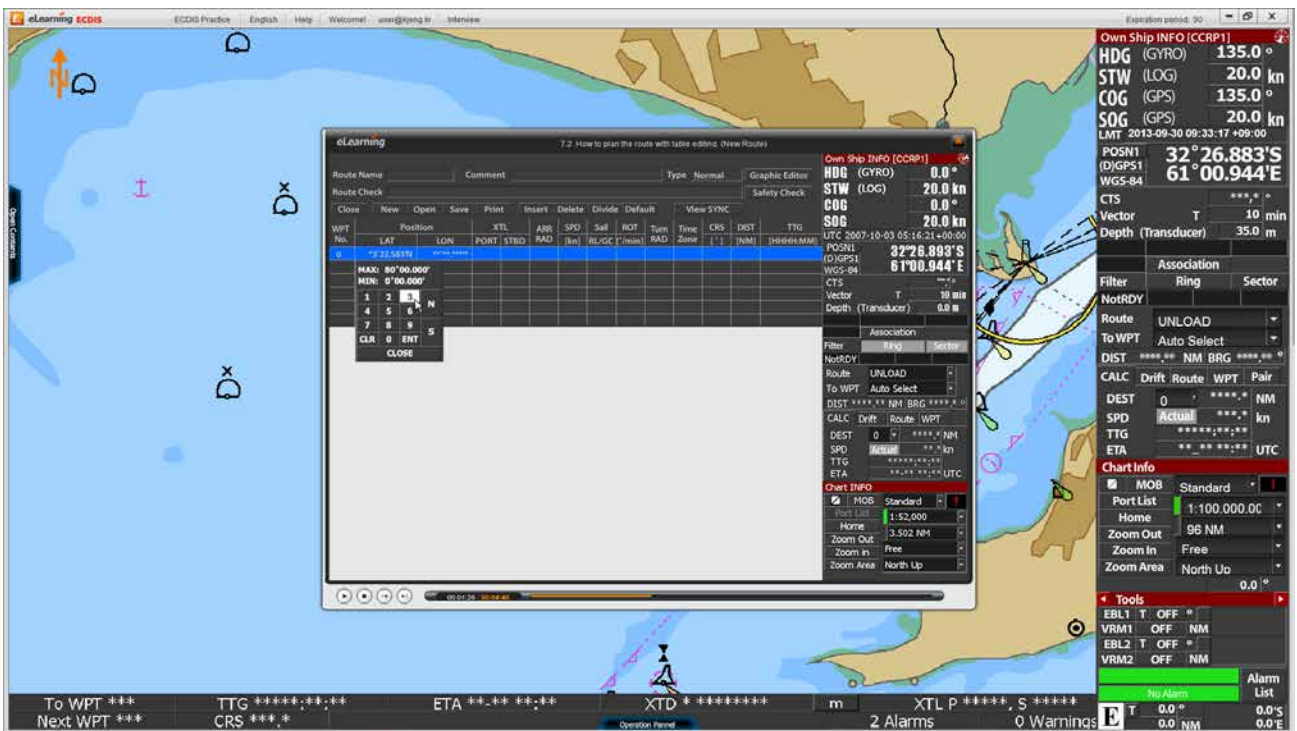 eLearning ECDIS ECDIS Practice English Help Welcome! Interview Expiration period: 90
Open Contents
Own Ship INFO [CCRP1]
HDG (GYRO) 135.0 °
STW (LOG) 20.0 kn
COG (GPS) 135.0 °
SOG (GPS) 20.0 kn
LMT 2013-09-30 09:33:17 +09:00
POSN1 32°26.883'S
(D)GPS1 61°00.944'E
WGS-84
CTS ***.* °
Vector T 10 min
Depth (Transducer) 35.0 m
Association
Filter Ring Sector
NotRDY
Route UNLOAD
To WPT Auto Select
DIST ****.** NM BRG ****.** °
CALC Drift Route WPT Pair
DEST 0 ****.* NM
SPD Actual ***.* kn
TTG *****:**:**
ETA **_** **:** UTC
Chart Info
MOB Standard !
Port List 1:100.000.00
Home
Zoom Out 96 NM
Zoom In Free
Zoom Area North Up
0.0 °
Tools
EBL1 T OFF °
VRM1 OFF NM
EBL2 T OFF °
VRM2 OFF NM
No Alarm
Alarm List
E T 0.0 ° 0.0'S
0.0 NM 0.0'E
N
eLearning 7.2 How to plan the route with table editing. (New Route)
Route Name Comment Type Normal Graphic Editor
Route Check Safety Check
Close New Open Save Print Insert Delete Divide Default View SYNC
WPT No. Position LAT LON XTL PORT STBD ARR RAD SPD [kn] Sail RL/GC ROT [°/min] Turn RAD Time Zone CRS [°] DIST [NM] TTG [HHHH:MM]
0 *3°22.583'N
MAX: 80°00.000'
MIN: 0°00.000'
1 2 3 N
4 5 6
7 8 9 S
CLR 0 ENT
CLOSE
Own Ship INFO [CCRP1]
HDG (GYRO) 0.0 °
STW (LOG) 20.0 kn
COG 0.0 °
SOG 20.0 kn
UTC 2007-10-03 05:16:21+00:00
POSN1 32°26.893'S
(D)GPS1 61°00.944'E
WGS-84
CTS ***.* °
Vector T 10 min
Depth (Transducer) 0.0 m
Association
Filter Ring Sector
NotRDY
Route UNLOAD
To WPT Auto Select
DIST ****.** NM BRG ****.* °
CALC Drift Route WPT
DEST 0 ****.* NM
SPD Actual **.* kn
TTG *****:**:**
ETA **-** **:** UTC
Chart INFO
MOB Standard !
Port List 1:52,000
Home
Zoom Out 3.502 NM
Zoom in Free
Zoom Area North Up
00:01:26 00:04:46
To WPT *** TTG *****:**:** ETA **-** **:** XTD * ******** m XTL P *****, S *****
Next WPT *** CRS ***.* Operation Pannel 2 Alarms 0 Warnings